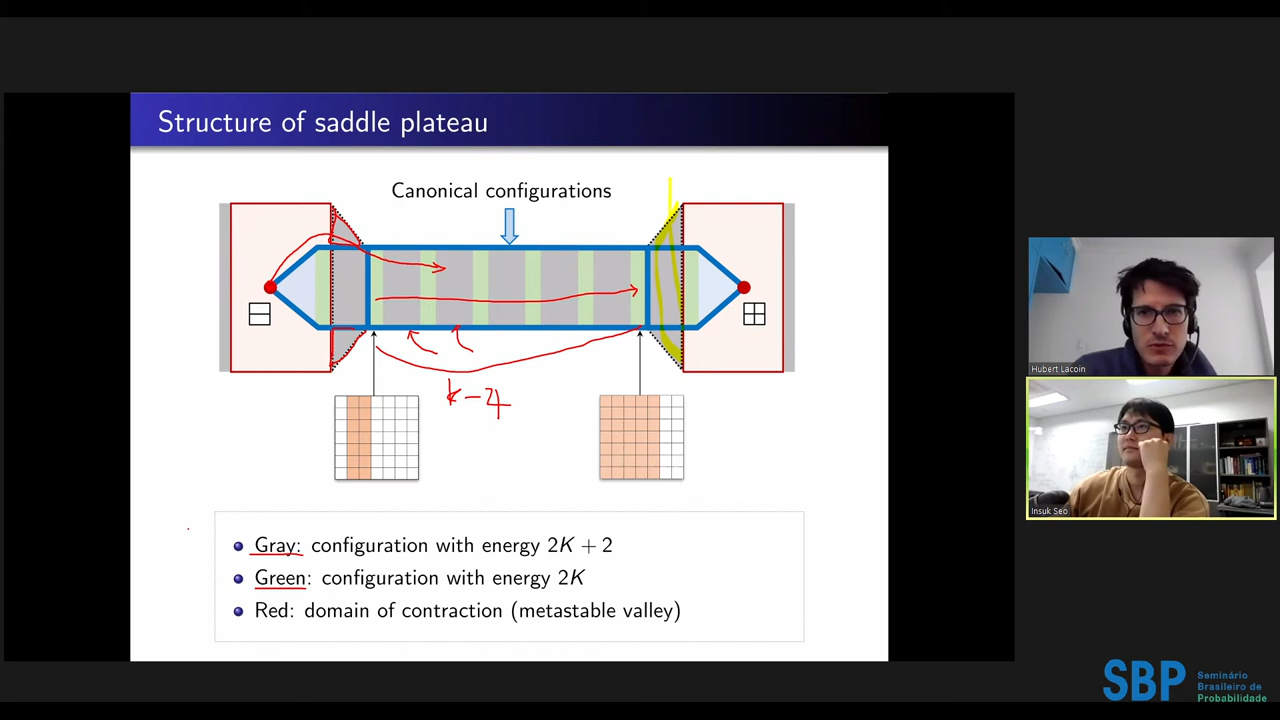 Structure of saddle plateau
Canonical configurations
k-4
Gray: configuration with energy 2K + 2
Green: configuration with energy 2K
Red: domain of contraction (metastable valley)
Hubert Lacoin
Insuk Seo
SBP
Seminário
Brasileiro de
Probabilidade